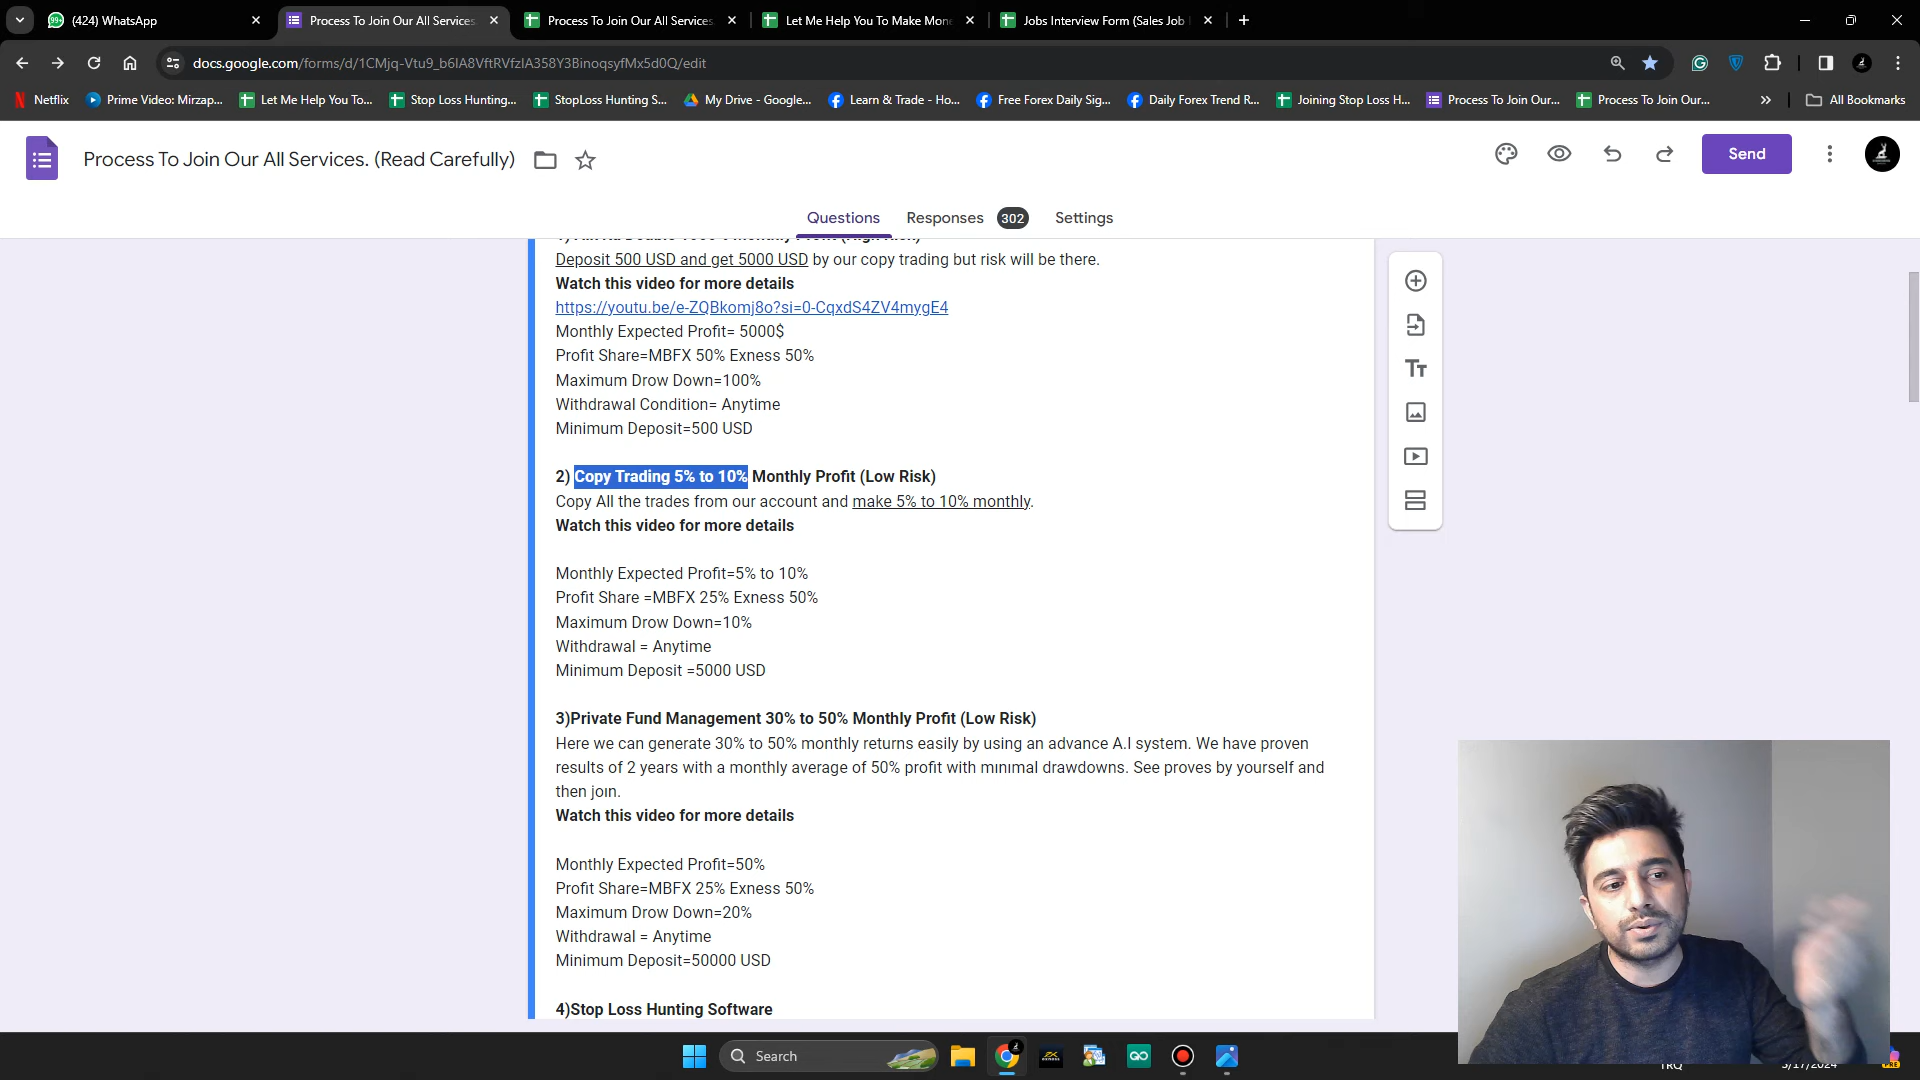 (424) WhatsApp
Process To Join Our All Services
Process To Join Our All Services.
Let Me Help You To Make Mone
Jobs Interview Form (Sales Job
docs.google.com/forms/d/1CMjq-Vtu9_b6IA8VftRVfzIA358Y3BinoqsyfMx5d0Q/edit
Netflix
Prime Video: Mirzap...
Let Me Help You To...
Stop Loss Hunting...
StopLoss Hunting S...
My Drive - Google...
Learn & Trade - Ho...
Free Forex Daily Sig...
Daily Forex Trend R...
Joining Stop Loss H...
Process To Join Our...
Process To Join Our...
All Bookmarks
Process To Join Our All Services. (Read Carefully)
Send
Questions
Responses 302
Settings
Deposit 500 USD and get 5000 USD by our copy trading but risk will be there.
Watch this video for more details
https://youtu.be/e-ZQBkomj8o?si=0-CqxdS4ZV4mygE4
Monthly Expected Profit= 5000$
Profit Share=MBFX 50% Exness 50%
Maximum Drow Down=100%
Withdrawal Condition= Anytime
Minimum Deposit=500 USD
2) Copy Trading 5% to 10% Monthly Profit (Low Risk)
Copy All the trades from our account and make 5% to 10% monthly.
Watch this video for more details
Monthly Expected Profit=5% to 10%
Profit Share =MBFX 25% Exness 50%
Maximum Drow Down=10%
Withdrawal = Anytime
Minimum Deposit =5000 USD
3)Private Fund Management 30% to 50% Monthly Profit (Low Risk)
Here we can generate 30% to 50% monthly returns easily by using an advance A.I system. We have proven
results of 2 years with a monthly average of 50% profit with minimal drawdowns. See proves by yourself and
then join.
Watch this video for more details
Monthly Expected Profit=50%
Profit Share=MBFX 25% Exness 50%
Maximum Drow Down=20%
Withdrawal = Anytime
Minimum Deposit=50000 USD
4)Stop Loss Hunting Software
Search